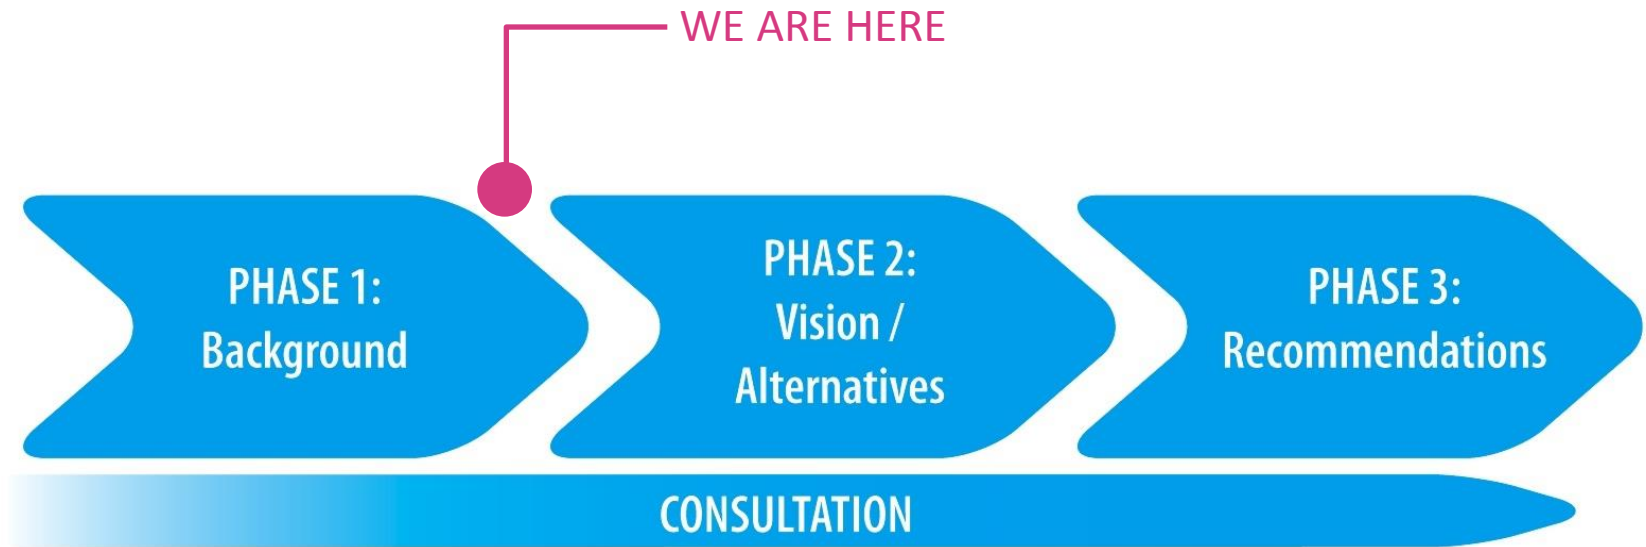 WE ARE HERE
PHASE 1:
Background
PHASE 2:
Vision /
Alternatives
PHASE 3:
Recommendations
CONSULTATION